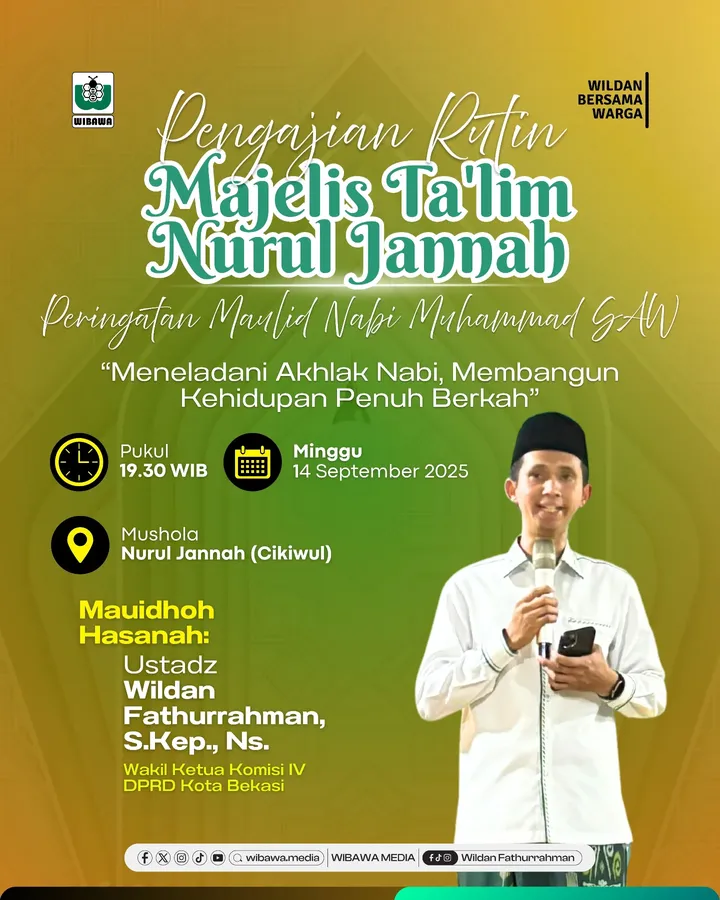 WIBAWA
WILDAN
BERSAMA
WARGA
Pengajian Rutin
Majelis Ta'lim
Nurul Jannah
Peringatan Maulid Nabi Muhammad SAW
“Meneladani Akhlak Nabi, Membangun
Kehidupan Penuh Berkah”
Pukul
19.30 WIB
Minggu
14 September 2025
Mushola
Nurul Jannah (Cikiwul)
Mauidhoh
Hasanah:
Ustadz
Wildan
Fathurrahman,
S.Kep., Ns.
Wakil Ketua Komisi IV
DPRD Kota Bekasi
wibawa.media WIBAWA MEDIA Wildan Fathurrahman